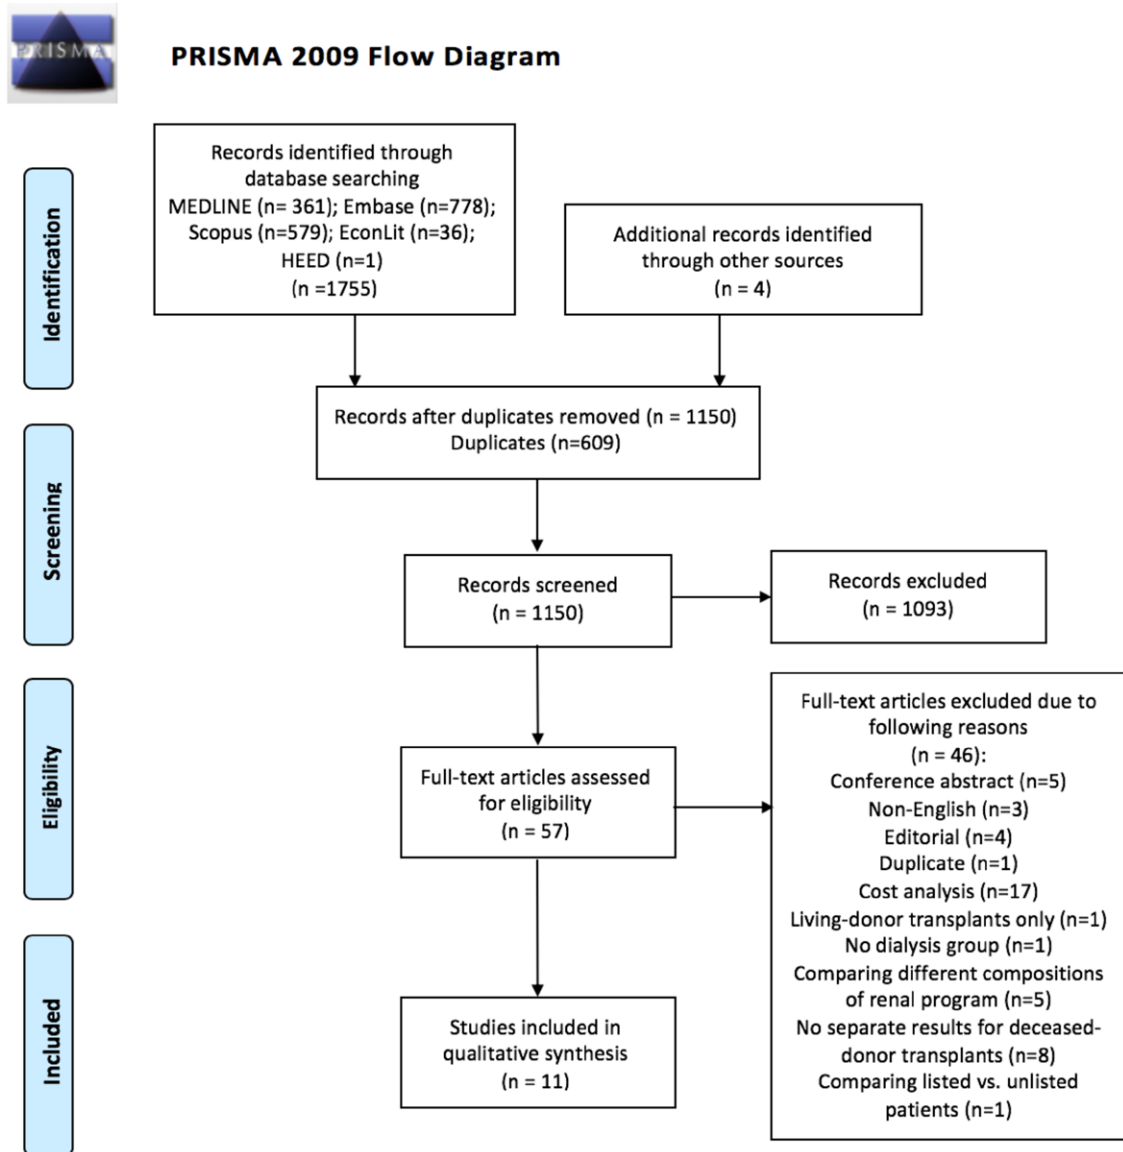 PRISMA
PRISMA 2009 Flow Diagram
Identification
Records identified through
database searching
MEDLINE (n= 361); Embase (n=778);
Scopus (n=579); EconLit (n=36);
HEED (n=1)
(n =1755)
Additional records identified
through other sources
(n = 4)
Records after duplicates removed (n = 1150)
Duplicates (n=609)
Screening
Records screened
(n = 1150)
Records excluded
(n = 1093)
Eligibility
Full-text articles assessed
for eligibility
(n = 57)
Full-text articles excluded due to
following reasons
(n = 46):
Conference abstract (n=5)
Non-English (n=3)
Editorial (n=4)
Duplicate (n=1)
Cost analysis (n=17)
Living-donor transplants only (n=1)
No dialysis group (n=1)
Comparing different compositions
of renal program (n=5)
No separate results for deceased-
donor transplants (n=8)
Comparing listed vs. unlisted
patients (n=1)
Included
Studies included in
qualitative synthesis
(n = 11)